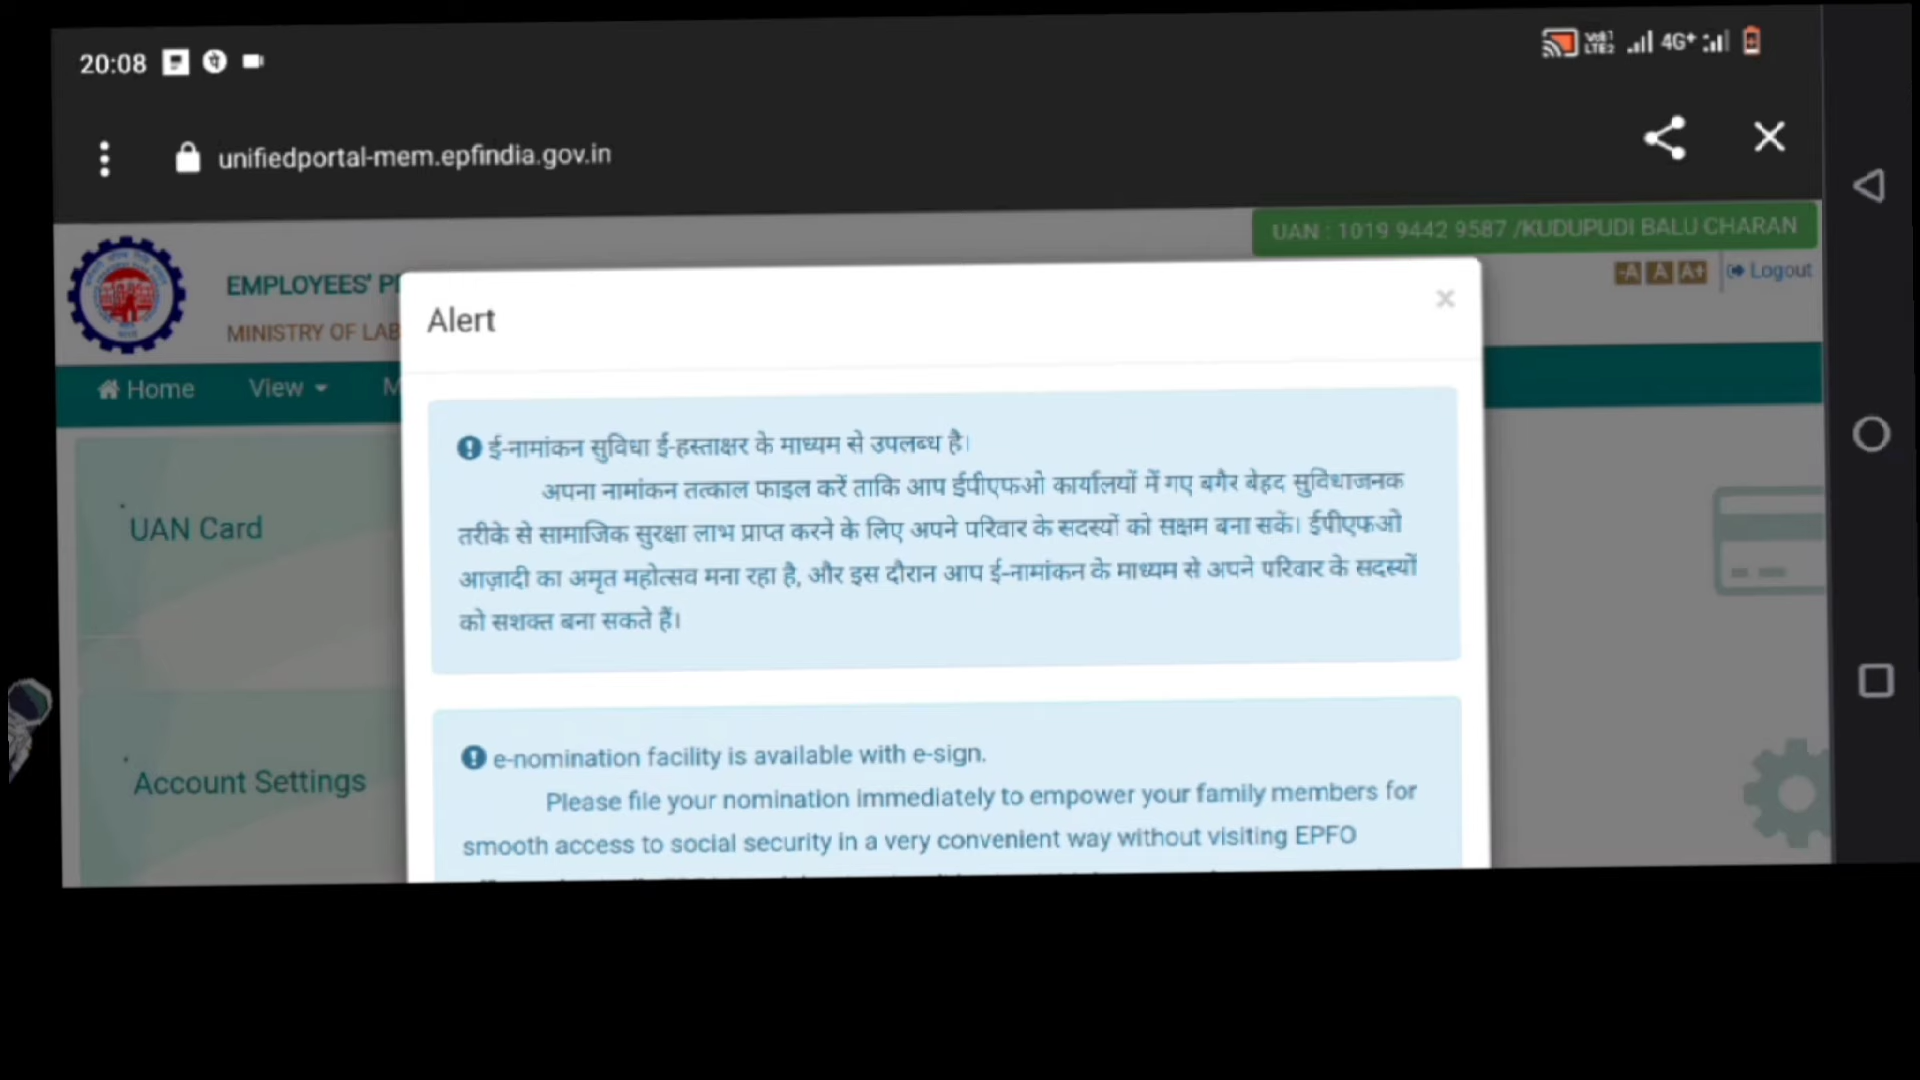 20:08
VoB1 LTE2 4G+
unifiedportal-mem.epfindia.gov.in
UAN : 1019 9442 9587 /KUDUPUDI BALU CHARAN
-A A A+ Logout
EMPLOYEES' P
MINISTRY OF LAB
Home View M
Alert
×
ई-नामांकन सुविधा ई-हस्ताक्षर के माध्यम से उपलब्ध है।
अपना नामांकन तत्काल फाइल करें ताकि आप ईपीएफओ कार्यालयों में गए बगैर बेहद सुविधाजनक
तरीके से सामाजिक सुरक्षा लाभ प्राप्त करने के लिए अपने परिवार के सदस्यों को सक्षम बना सकें। ईपीएफओ
आज़ादी का अमृत महोत्सव मना रहा है, और इस दौरान आप ई-नामांकन के माध्यम से अपने परिवार के सदस्यों
को सशक्त बना सकते हैं।
UAN Card
e-nomination facility is available with e-sign.
Please file your nomination immediately to empower your family members for
smooth access to social security in a very convenient way without visiting EPFO
Account Settings